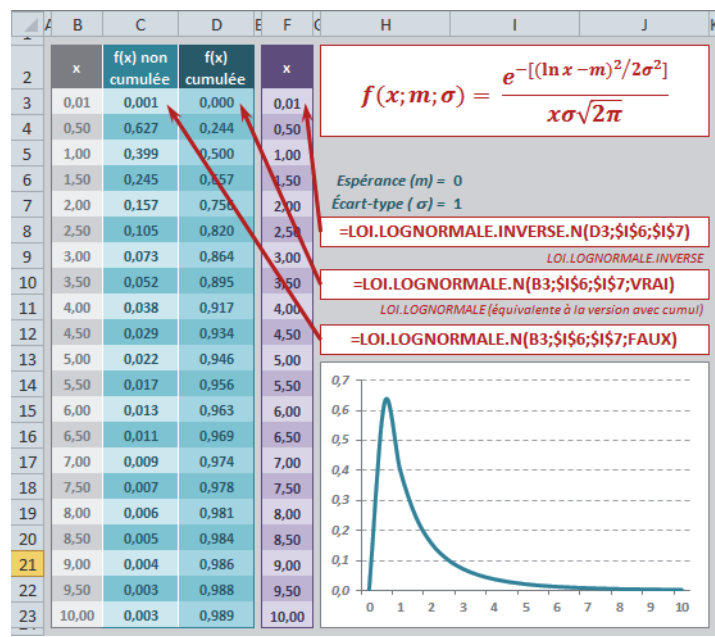 A B C D E F G H I J K
1
2 x f(x) non cumulée f(x) cumulée x
3 0,01 0,001 0,000 0,01
4 0,50 0,627 0,244 0,50
5 1,00 0,399 0,500 1,00
6 1,50 0,245 0,657 1,50
7 2,00 0,157 0,756 2,00
8 2,50 0,105 0,820 2,50
9 3,00 0,073 0,864 3,00
10 3,50 0,052 0,895 3,50
11 4,00 0,038 0,917 4,00
12 4,50 0,029 0,934 4,50
13 5,00 0,022 0,946 5,00
14 5,50 0,017 0,956 5,50
15 6,00 0,013 0,963 6,00
16 6,50 0,011 0,969 6,50
17 7,00 0,009 0,974 7,00
18 7,50 0,007 0,978 7,50
19 8,00 0,006 0,981 8,00
20 8,50 0,005 0,984 8,50
21 9,00 0,004 0,986 9,00
22 9,50 0,003 0,988 9,50
23 10,00 0,003 0,989 10,00
f(x; m; σ) = e^−[(ln x −m)²/2σ²] / xσ√2π
Espérance (m) = 0
Écart-type ( σ) = 1
=LOI.LOGNORMALE.INVERSE.N(D3;$I$6;$I$7)
LOI.LOGNORMALE.INVERSE
=LOI.LOGNORMALE.N(B3;$I$6;$I$7;VRAI)
LOI.LOGNORMALE (équivalente à la version avec cumul)
=LOI.LOGNORMALE.N(B3;$I$6;$I$7;FAUX)
0,7
0,6
0,5
0,4
0,3
0,2
0,1
0,0
0 1 2 3 4 5 6 7 8 9 10